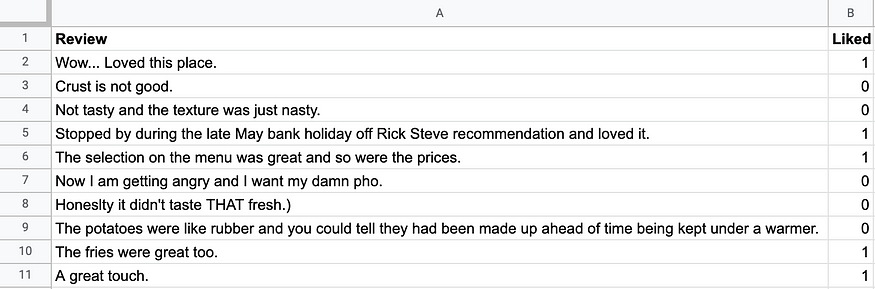 A B
1 Review Liked
2 Wow... Loved this place. 1
3 Crust is not good. 0
4 Not tasty and the texture was just nasty. 0
5 Stopped by during the late May bank holiday off Rick Steve recommendation and loved it. 1
6 The selection on the menu was great and so were the prices. 1
7 Now I am getting angry and I want my damn pho. 0
8 Honeslty it didn't taste THAT fresh.) 0
9 The potatoes were like rubber and you could tell they had been made up ahead of time being kept under a warmer. 0
10 The fries were great too. 1
11 A great touch. 1